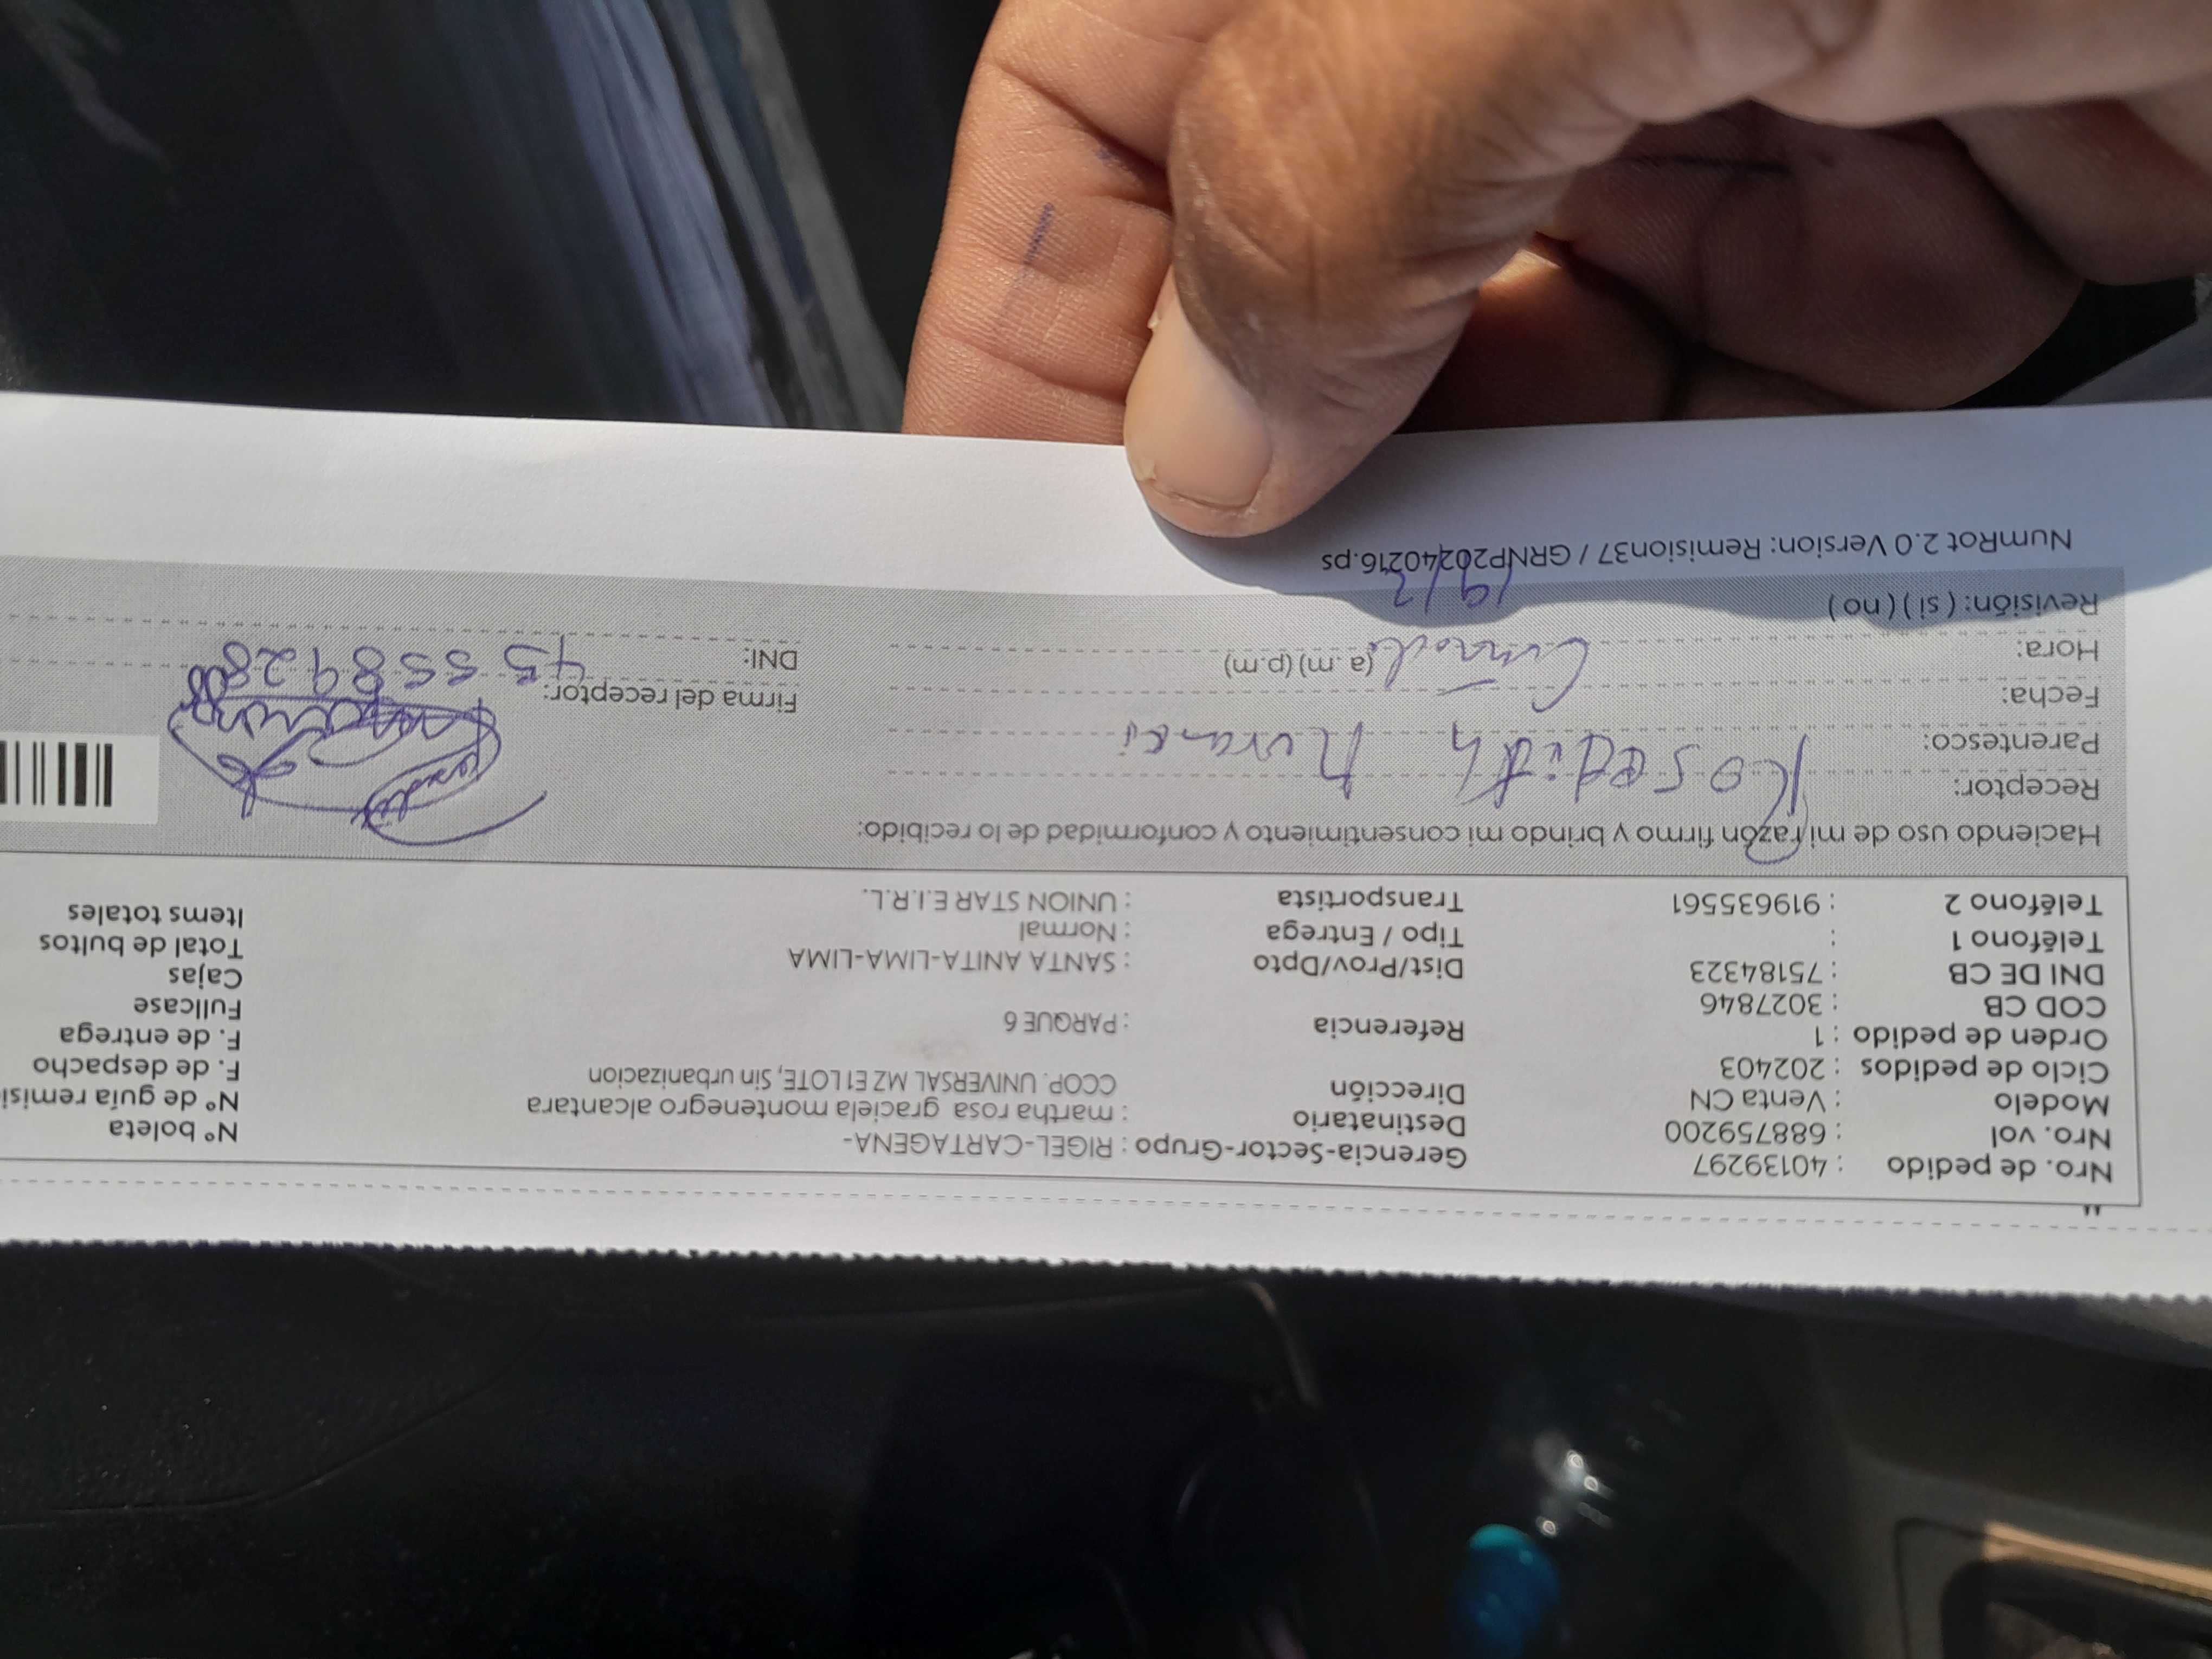 Nro. de pedido : 40139297 Gerencia-Sector-Grupo : RIGEL-CARTAGENA- Nº boleta
Nro. vol : 688759200 Destinatario : martha rosa graciela montenegro alcantara Nº de guía remisi
Modelo : Venta CN Dirección CCOP. UNIVERSAL MZ E1 LOTE, Sin urbanizacion F. de despacho
Ciclo de pedidos : 202403 F. de entrega
Orden de pedido : 1 Referencia : PARQUE 6 Fullcase
COD CB : 3027846 Cajas
DNI DE CB : 75184323 Dist/Prov/Dpto : SANTA ANITA-LIMA-LIMA Total de bultos
Teléfono 1 : Tipo / Entrega : Normal Items totales
Teléfono 2 : 919635561 Transportista : UNION STAR E.I.R.L.
Haciendo uso de mi razón firmo y brindo mi consentimiento y conformidad de lo recibido:
Receptor: Rosedith
Parentesco:
Fecha: Firma del receptor:
Hora: (a.m) (p.m) DNI: 45558928
Revisión: ( si ) ( no ) 19/2
NumRot 2.0 Version: Remision37 / GRNP20240216.ps